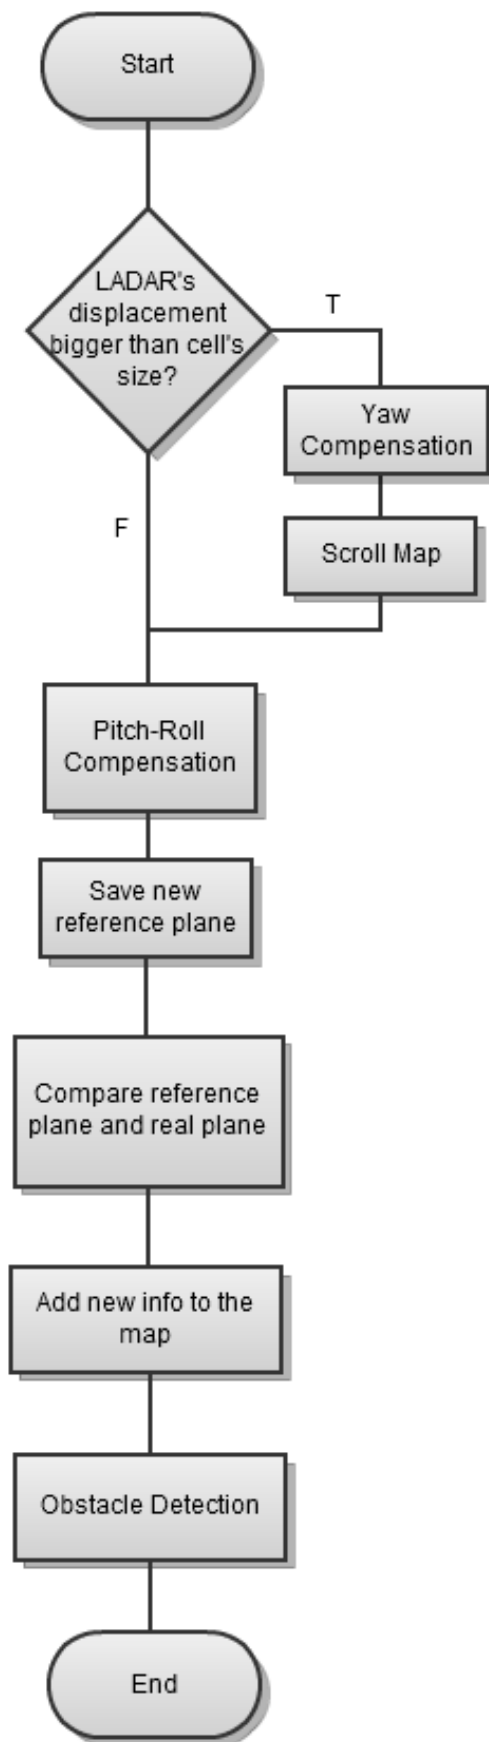 Start
LADAR's
displacement
bigger than cell's
size?
T
Yaw
Compensation
F
Scroll Map
Pitch-Roll
Compensation
Save new
reference plane
Compare reference
plane and real plane
Add new info to the
map
Obstacle Detection
End